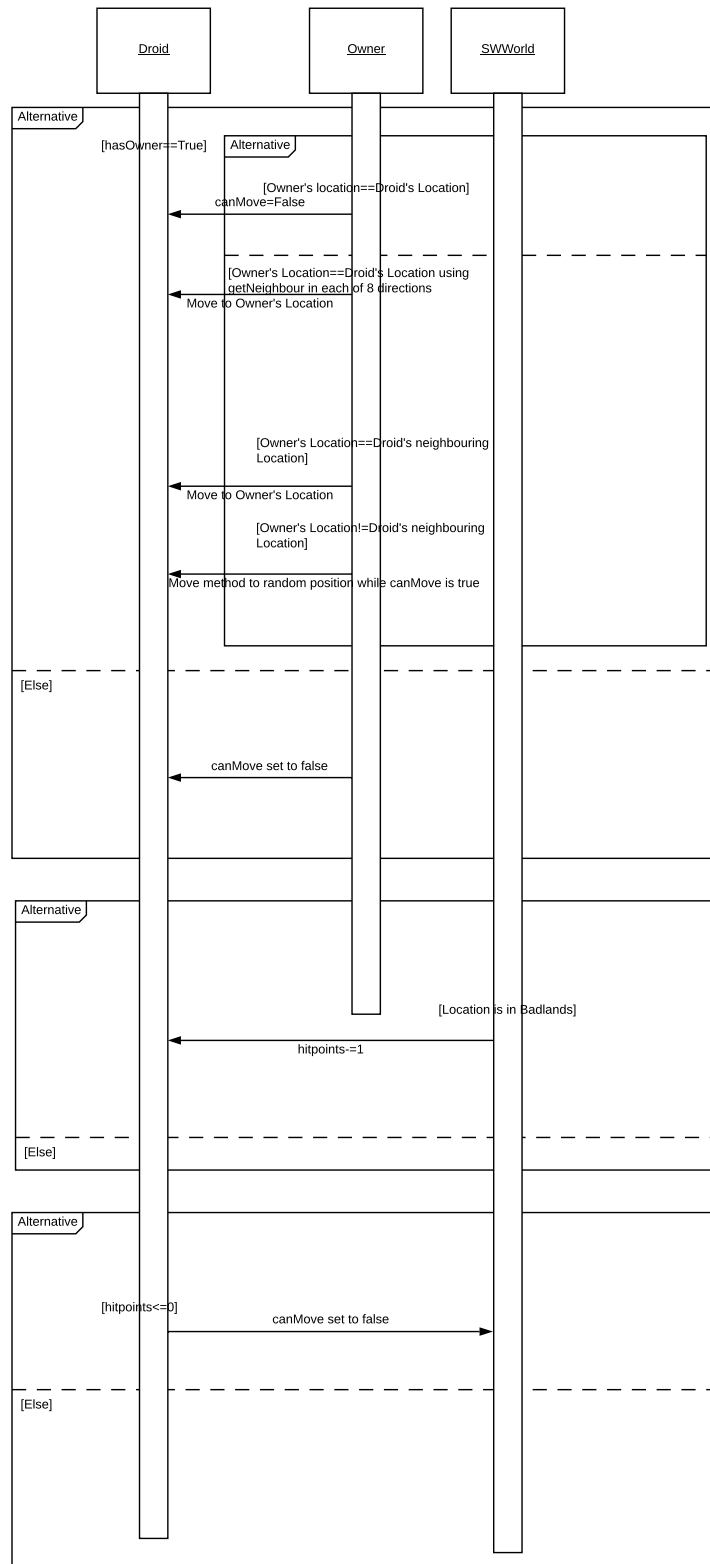 Droid
Owner
SWWorld
Alternative
[hasOwner==True]
Alternative
[Owner's location==Droid's Location]
canMove=False
[Owner's Location==Droid's Location using
getNeighbour in each of 8 directions
Move to Owner's Location
[Owner's Location==Droid's neighbouring
Location]
Move to Owner's Location
[Owner's Location!=Droid's neighbouring
Location]
Move method to random position while canMove is true
[Else]
canMove set to false
Alternative
[Location is in Badlands]
hitpoints-=1
[Else]
Alternative
[hitpoints<=0]
canMove set to false
[Else]